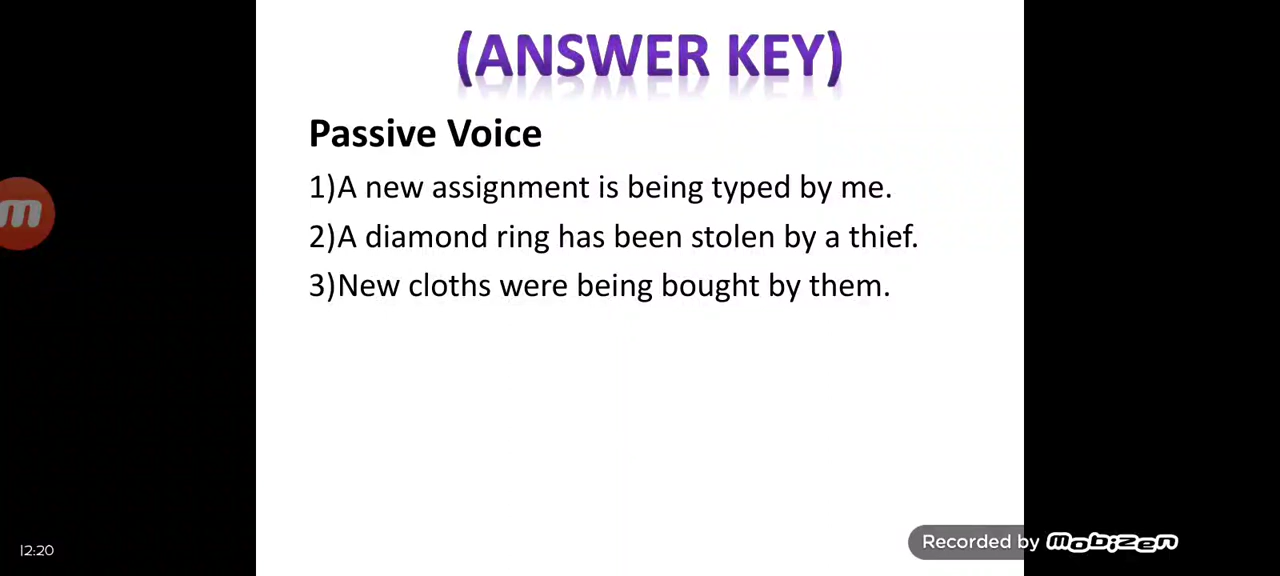 (ANSWER KEY)
Passive Voice
1)A new assignment is being typed by me.
2)A diamond ring has been stolen by a thief.
3)New cloths were being bought by them.
12:20
Recorded by mobizen